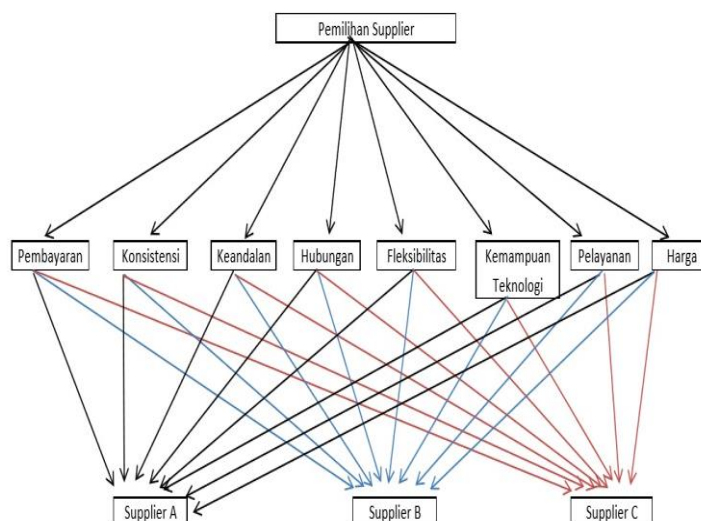 Pemilihan Supplier
Pembayaran
Konsistensi
Keandalan
Hubungan
Fleksibilitas
Kemampuan
Teknologi
Pelayanan
Harga
Supplier A
Supplier B
Supplier C